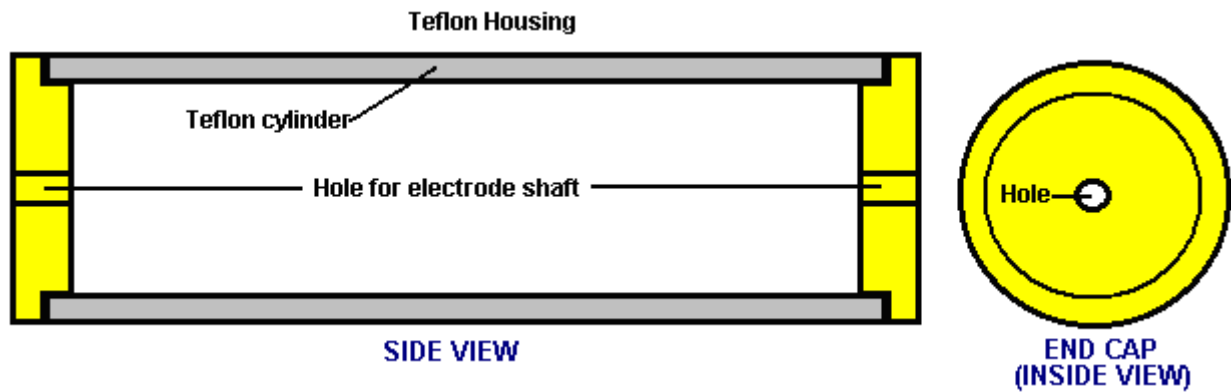 Teflon Housing
Teflon cylinder
Hole for electrode shaft
Hole
SIDE VIEW
END CAP
(INSIDE VIEW)